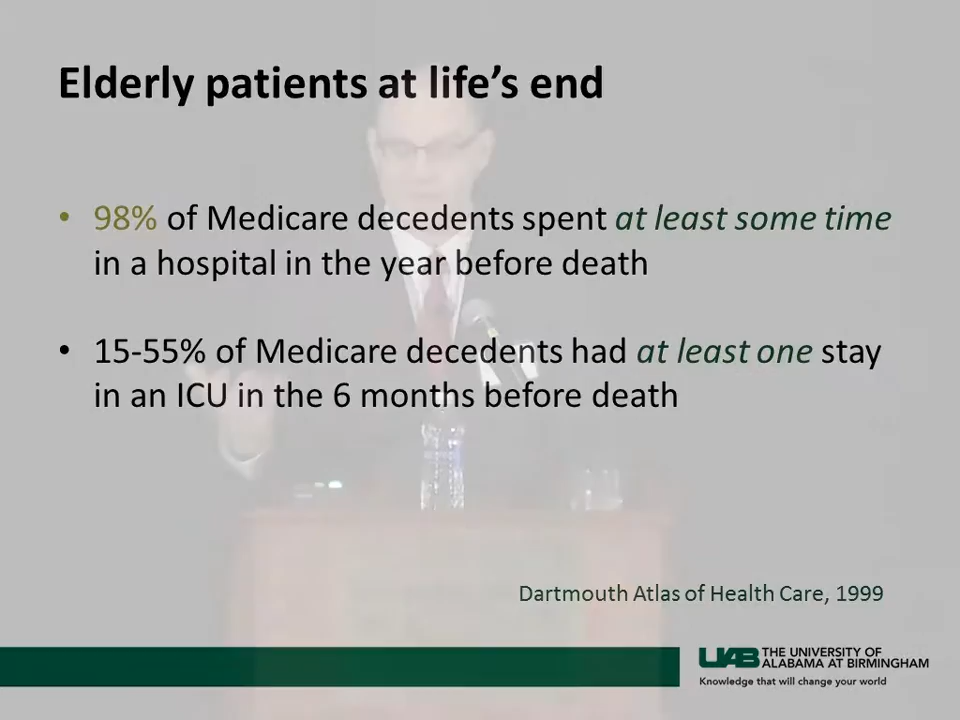 Elderly patients at life’s end
• 98% of Medicare decedents spent at least some time
in a hospital in the year before death
• 15-55% of Medicare decedents had at least one stay
in an ICU in the 6 months before death
Dartmouth Atlas of Health Care, 1999
UAB THE UNIVERSITY OF
ALABAMA AT BIRMINGHAM
Knowledge that will change your world